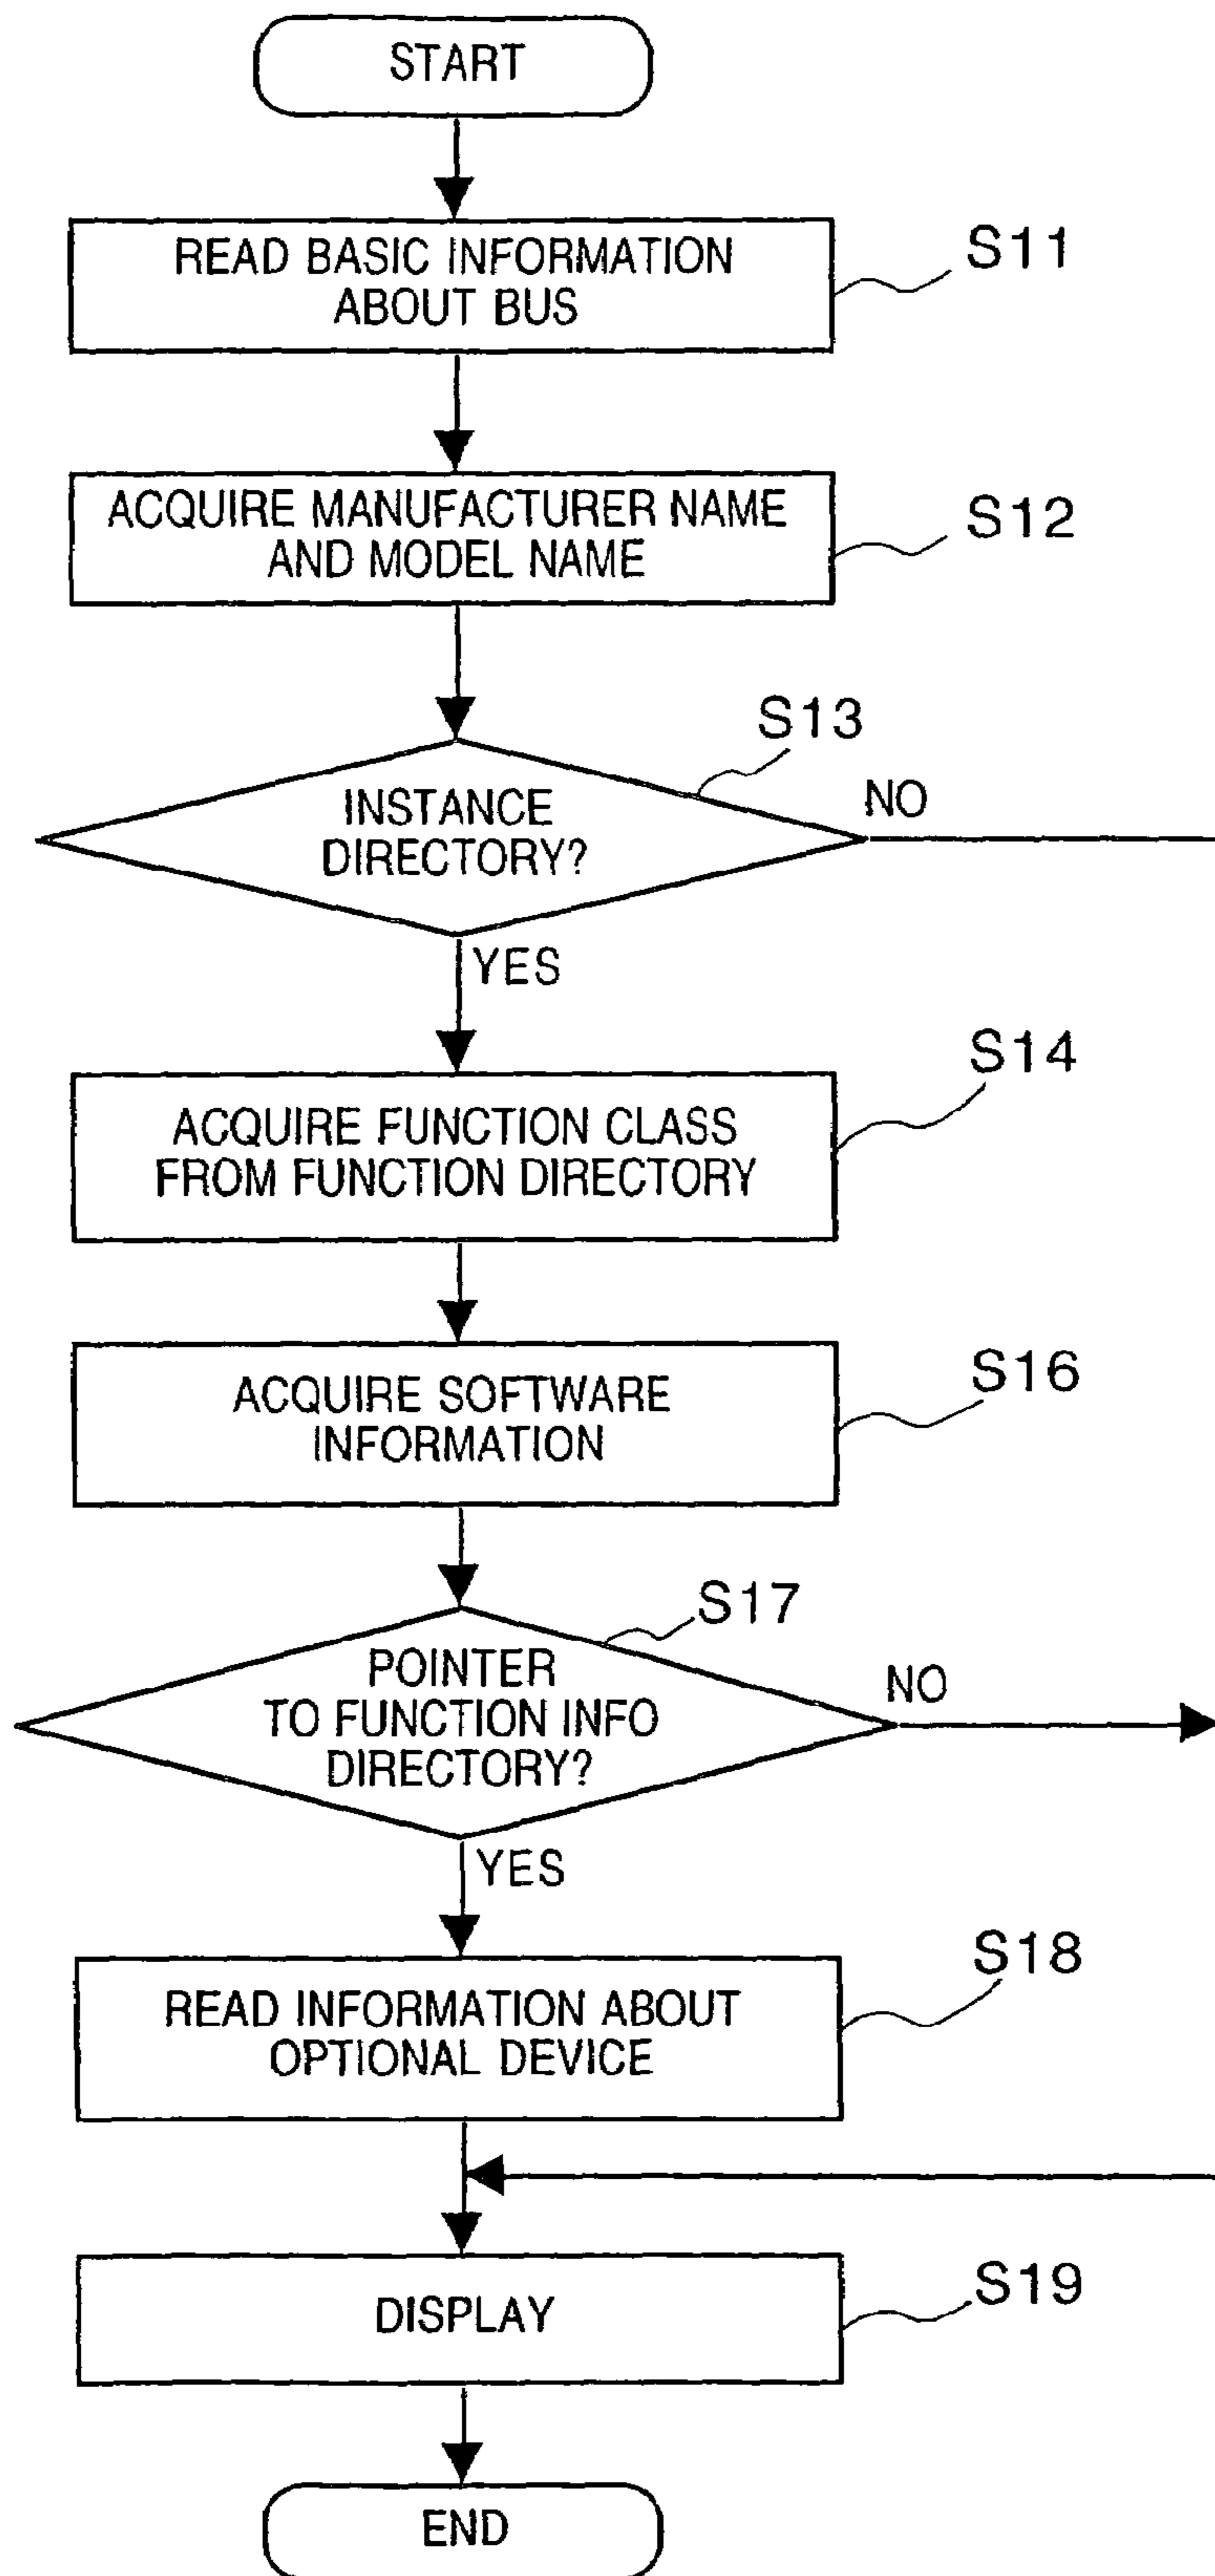 START
READ BASIC INFORMATION
ABOUT BUS
S11
ACQUIRE MANUFACTURER NAME
AND MODEL NAME
S12
S13
INSTANCE
DIRECTORY?
NO
YES
S14
ACQUIRE FUNCTION CLASS
FROM FUNCTION DIRECTORY
S16
ACQUIRE SOFTWARE
INFORMATION
S17
POINTER
TO FUNCTION INFO
DIRECTORY?
NO
YES
S18
READ INFORMATION ABOUT
OPTIONAL DEVICE
S19
DISPLAY
END